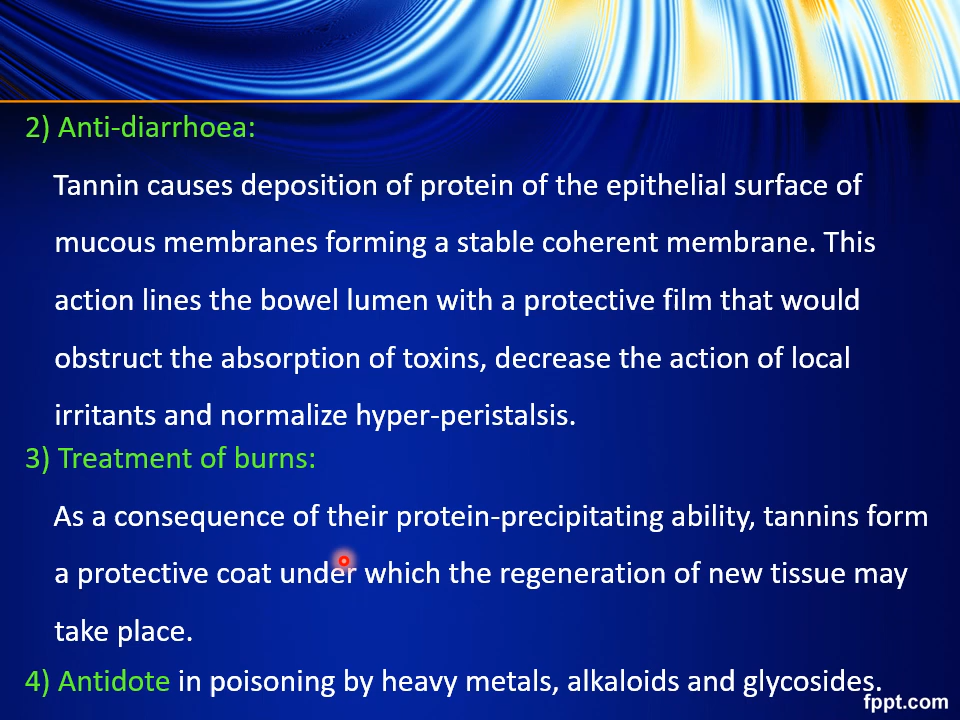 2) Anti-diarrhoea:
Tannin causes deposition of protein of the epithelial surface of
mucous membranes forming a stable coherent membrane. This
action lines the bowel lumen with a protective film that would
obstruct the absorption of toxins, decrease the action of local
irritants and normalize hyper-peristalsis.
3) Treatment of burns:
As a consequence of their protein-precipitating ability, tannins form
a protective coat under which the regeneration of new tissue may
take place.
4) Antidote in poisoning by heavy metals, alkaloids and glycosides.
fppt.com